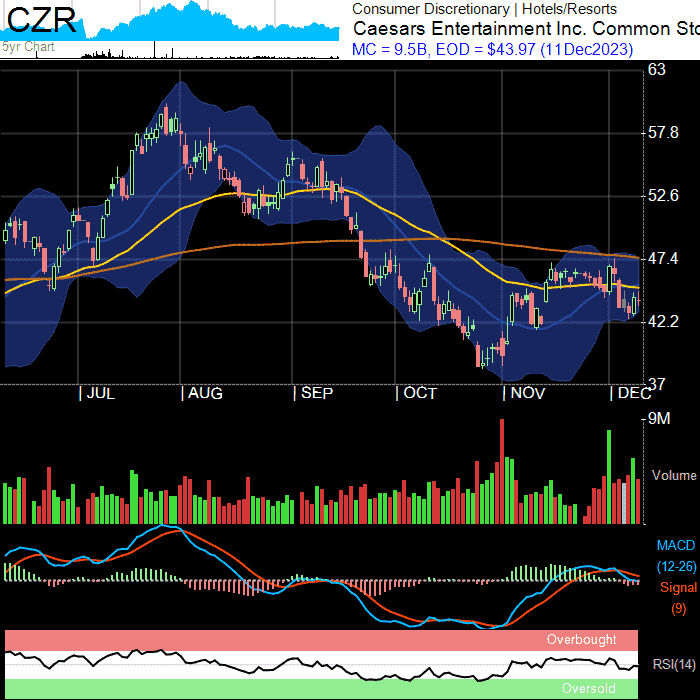 CZR
5yr Chart
Consumer Discretionary | Hotels/Resorts
Caesars Entertainment Inc. Common Sto
MC = 9.5B, EOD = $43.97 (11Dec2023)
63
57.8
52.6
47.4
42.2
37
| JUL | AUG | SEP | OCT | NOV | DEC
9M
Volume
MACD
(12-26)
Signal
(9)
Overbought
RSI(14)
Oversold